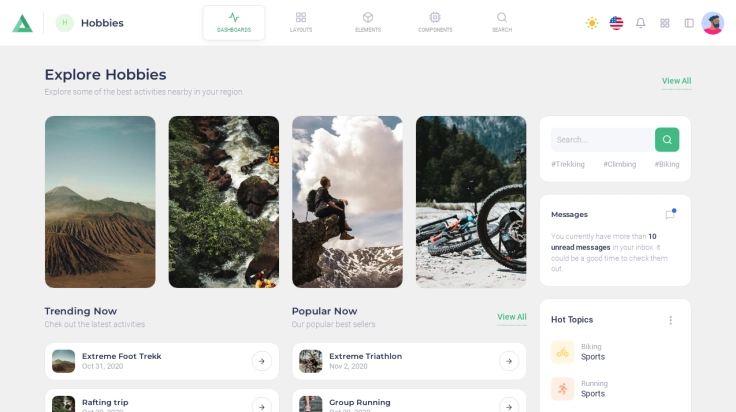 H Hobbies
DASHBOARDS LAYOUTS ELEMENTS COMPONENTS SEARCH
Explore Hobbies
Explore some of the best activities nearby in your region
View All
Search...
#Trekking #Climbing #Biking
Messages
You currently have more than 10
unread messages in your inbox. It
could be a good time to check them
out.
Trending Now
Chek out the latest activities
Popular Now
Our popular best sellers
View All
Hot Topics
Biking
Sports
Running
Sports
Extreme Foot Trekk
Oct 31, 2020
Extreme Triathlon
Nov 2, 2020
Rafting trip
Group Running